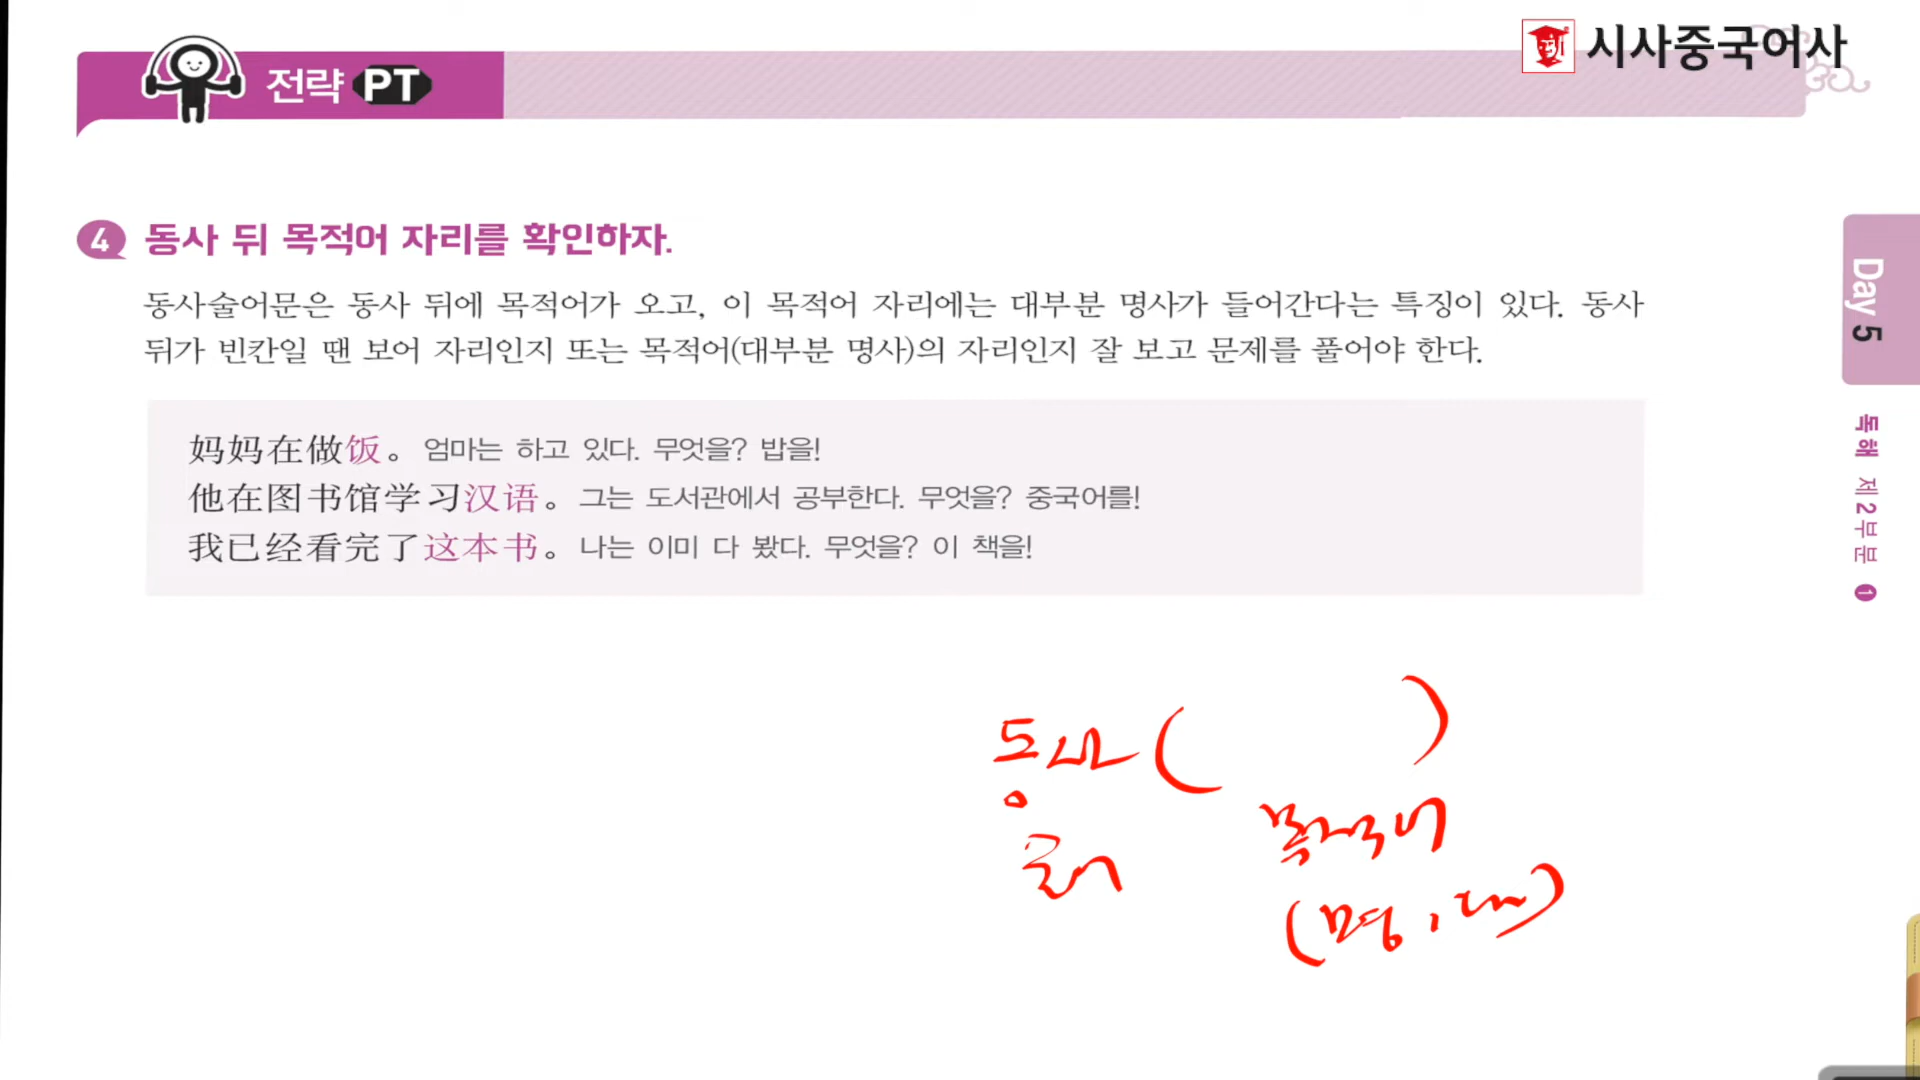 시사중국어사
전략 PT
4 동사 뒤 목적어 자리를 확인하자.
동사술어문은 동사 뒤에 목적어가 오고, 이 목적어 자리에는 대부분 명사가 들어간다는 특징이 있다. 동사
뒤가 빈칸일 땐 보어 자리인지 또는 목적어(대부분 명사)의 자리인지 잘 보고 문제를 풀어야 한다.
妈妈在做饭。 엄마는 하고 있다. 무엇을? 밥을!
他在图书馆学习汉语。 그는 도서관에서 공부한다. 무엇을? 중국어를!
我已经看完了这本书。 나는 이미 다 봤다. 무엇을? 이 책을!
동사 ( )
목적어
술어
(명, 대)
Day 5
독해 제2부분 1